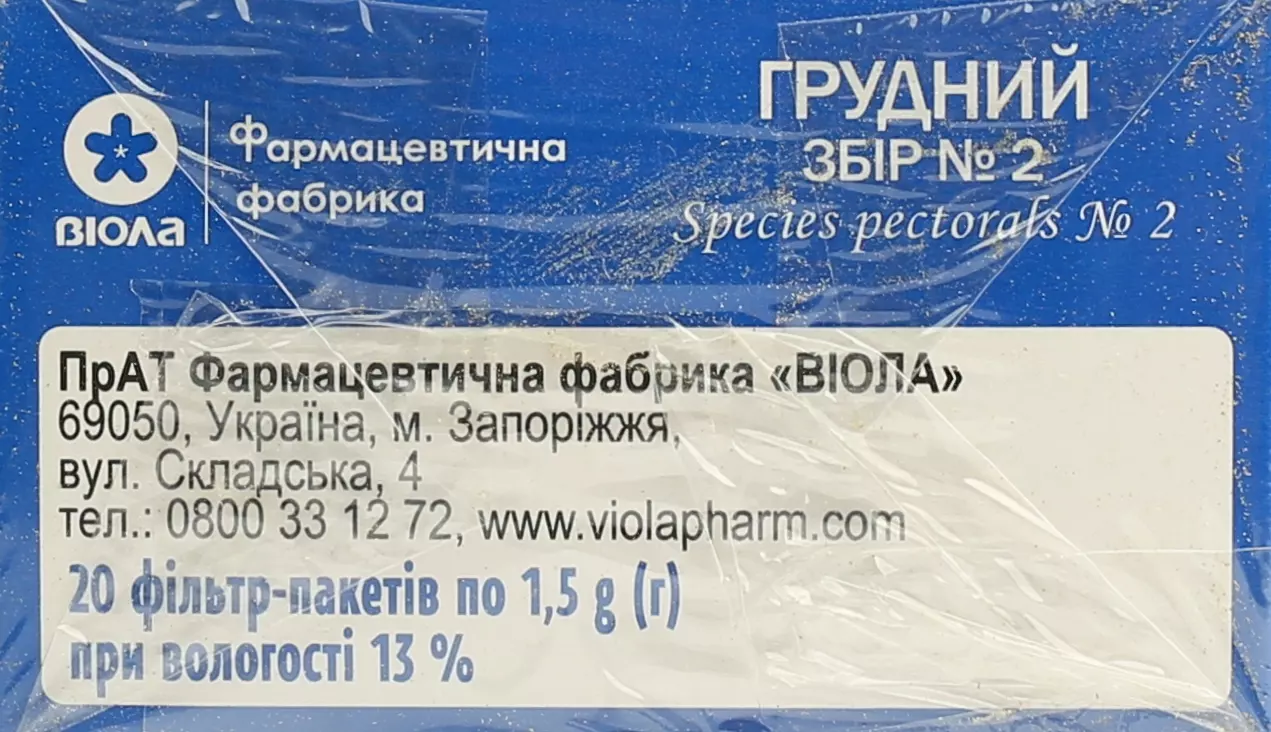 ВІОЛА
Фармацевтична
фабрика
ГРУДНИЙ
ЗБІР № 2
Species pectorals № 2
ПрАТ Фармацевтична фабрика «ВІОЛА»
69050, Україна, м. Запоріжжя,
вул. Складська, 4
тел.: 0800 33 12 72, www.violapharm.com
20 фільтр-пакетів по 1,5 g (г)
при вологості 13 %